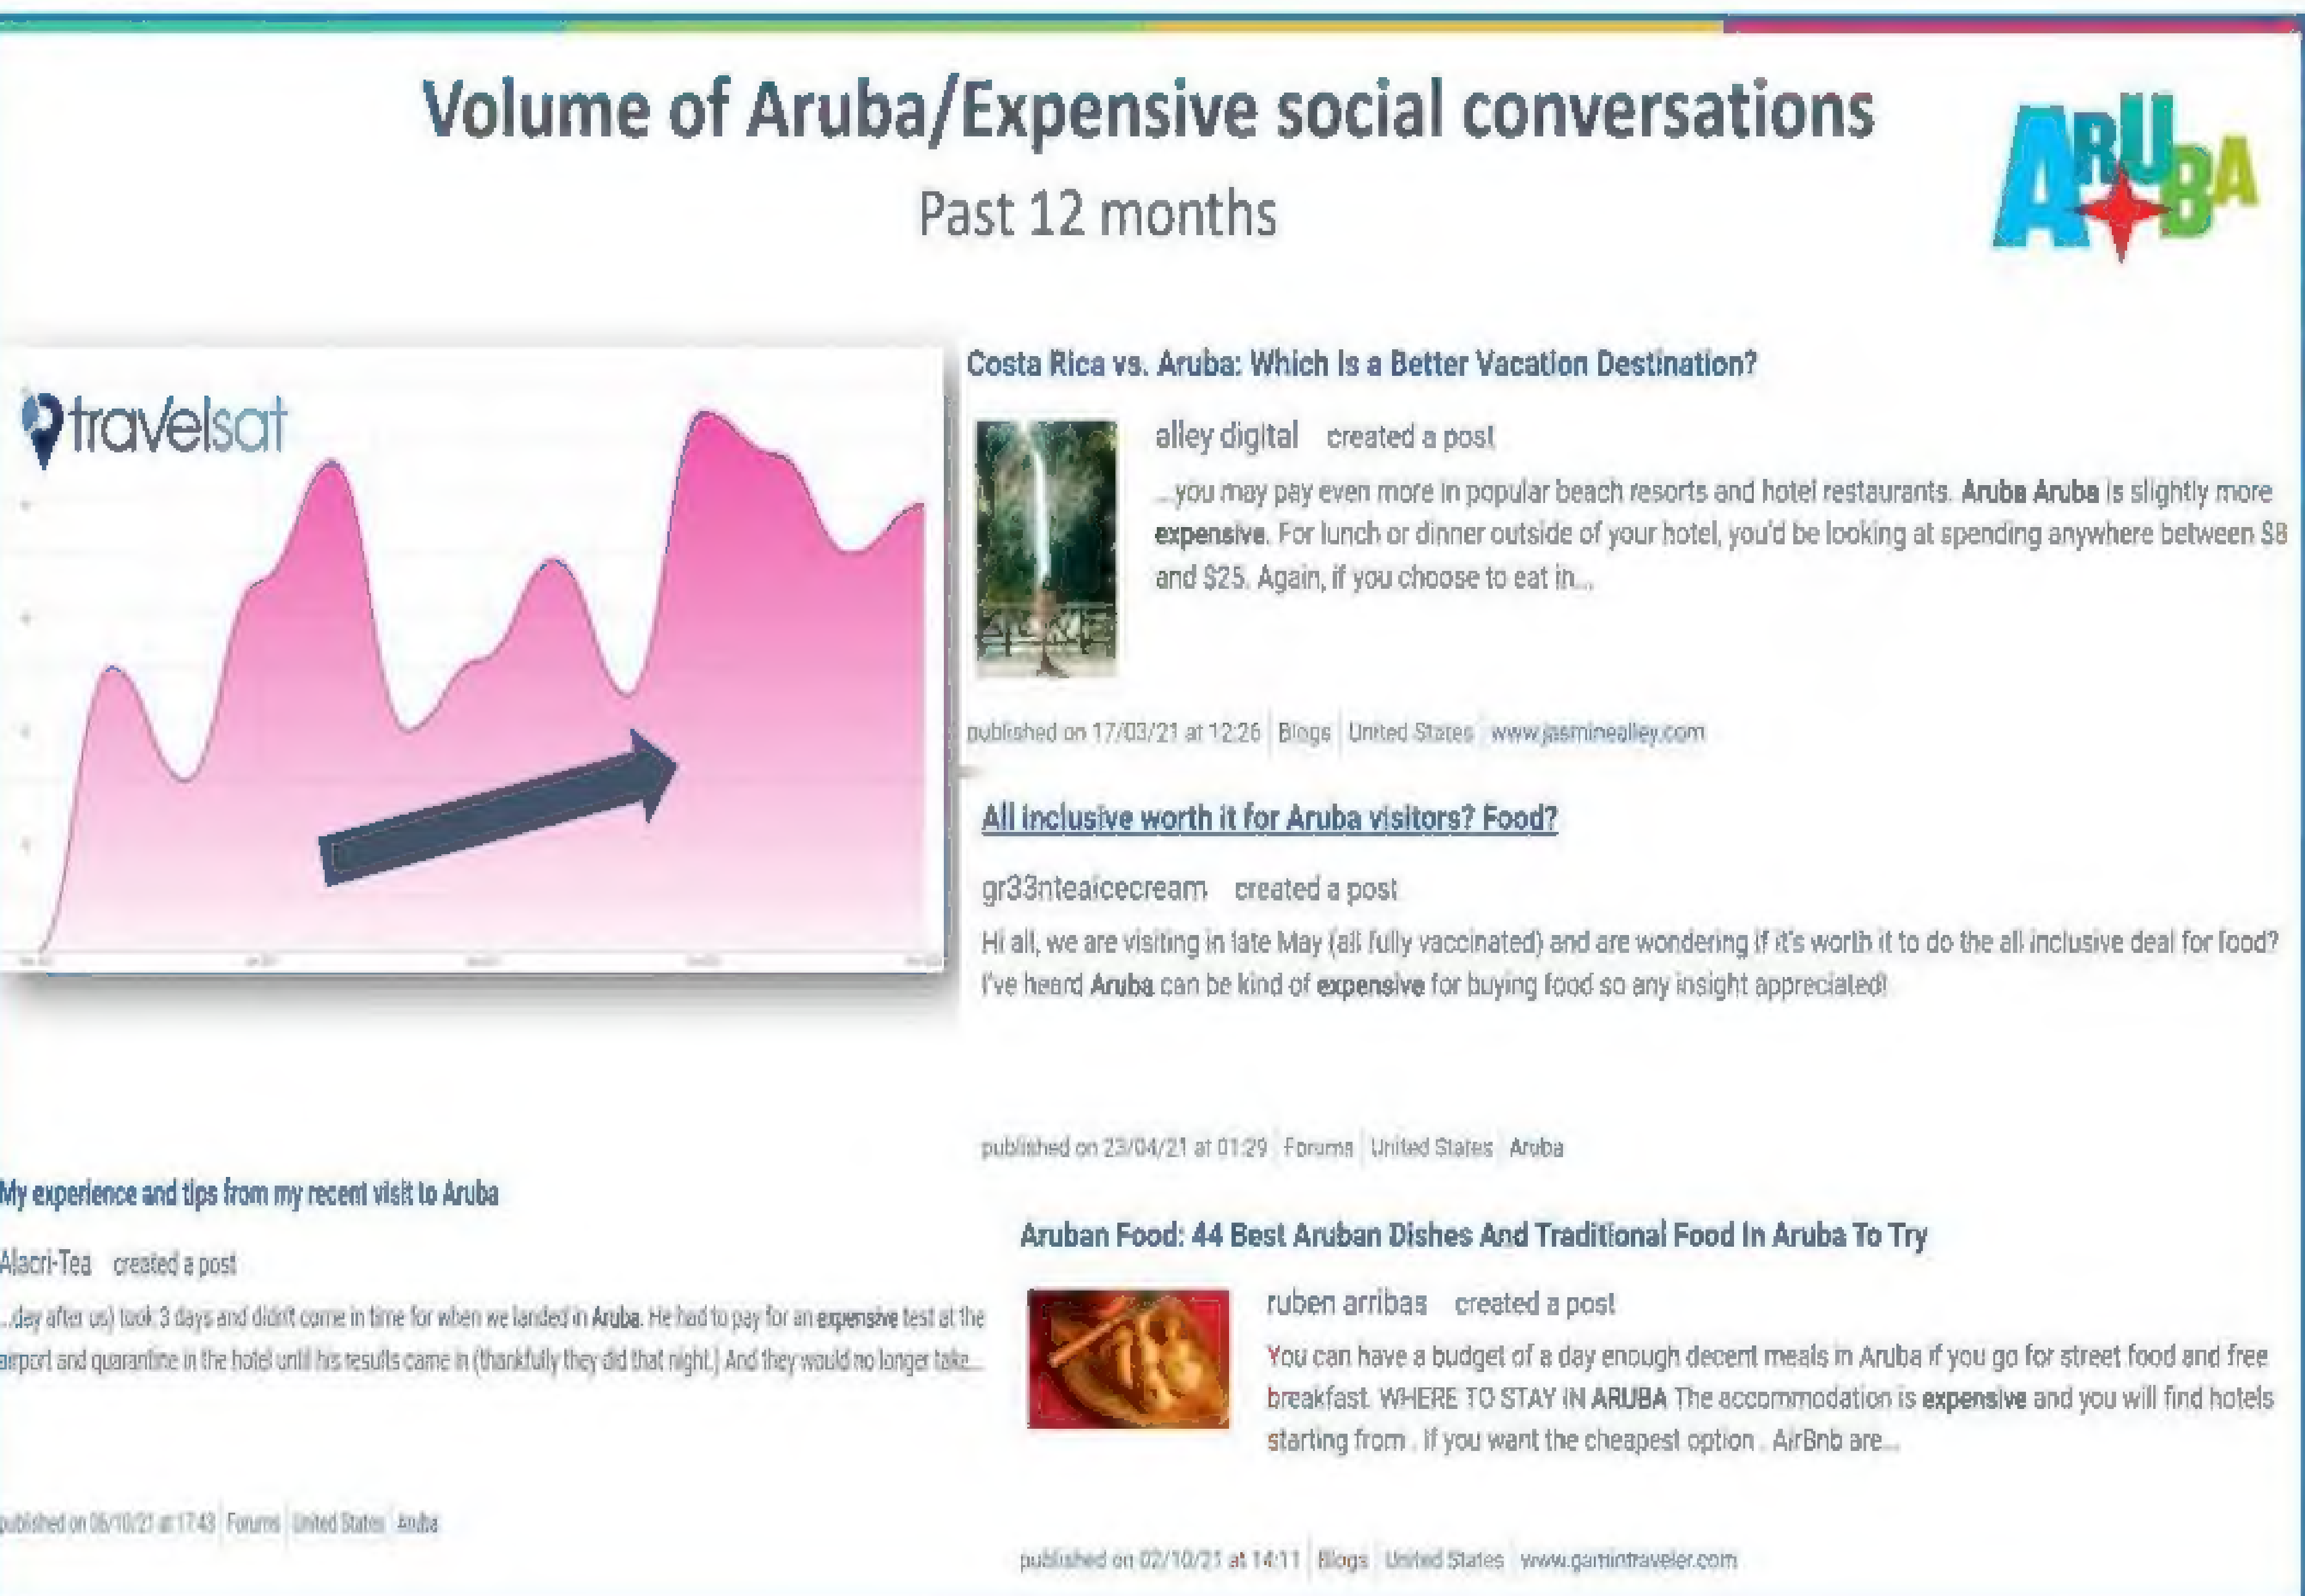 Volume of Aruba/Expensive social conversations
Past 12 months
ARUBA
travelsat
Costa Rica vs. Aruba: Which Is a Better Vacation Destination?
alley digital created a post
...you may pay even more in popular beach resorts and hotel restaurants. Aruba Aruba is slightly more
expensive. For lunch or dinner outside of your hotel, you'd be looking at spending anywhere between $8
and $25. Again, if you choose to eat in...
published on 17/03/21 at 12:26 Blogs United States www.jasminealley.com
All inclusive worth it for Aruba visitors? Food?
gr33nteaicecream created a post
Hi all, we are visiting in late May (all fully vaccinated) and are wondering if it's worth it to do the all inclusive deal for food?
I've heard Aruba can be kind of expensive for buying food so any insight appreciated!
published on 23/04/21 at 01:29 Forums United States Aruba
My experience and tips from my recent visit to Aruba
Alacri-Tea created a post
...day after us) took 3 days and didn't come in time for when we landed in Aruba. He had to pay for an expensive test at the
airport and quarantine in the hotel until his results came in (thankfully they did that night.) And they would no longer take...
published on 06/10/21 at 17:43 Forums United States Aruba
Aruban Food: 44 Best Aruban Dishes And Traditional Food In Aruba To Try
ruben arribas created a post
You can have a budget of a day enough decent meals in Aruba if you go for street food and free
breakfast. WHERE TO STAY IN ARUBA The accommodation is expensive and you will find hotels
starting from . If you want the cheapest option . AirBnb are...
published on 02/10/21 at 14:11 Blogs United States www.gamintraveler.com